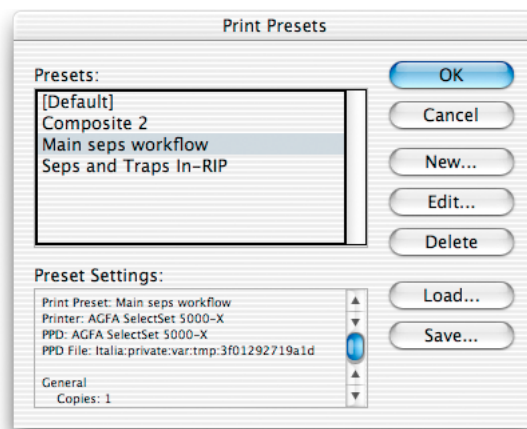 Print Presets
Presets:
[Default]
Composite 2
Main seps workflow
Seps and Traps In-RIP
OK
Cancel
New...
Edit...
Delete
Preset Settings:
Print Preset: Main seps workflow
Printer: AGFA SelectSet 5000-X
PPD: AGFA SelectSet 5000-X
PPD File: Italia:private:var:tmp:3f01292719a1d
General
Copies: 1
Load...
Save...